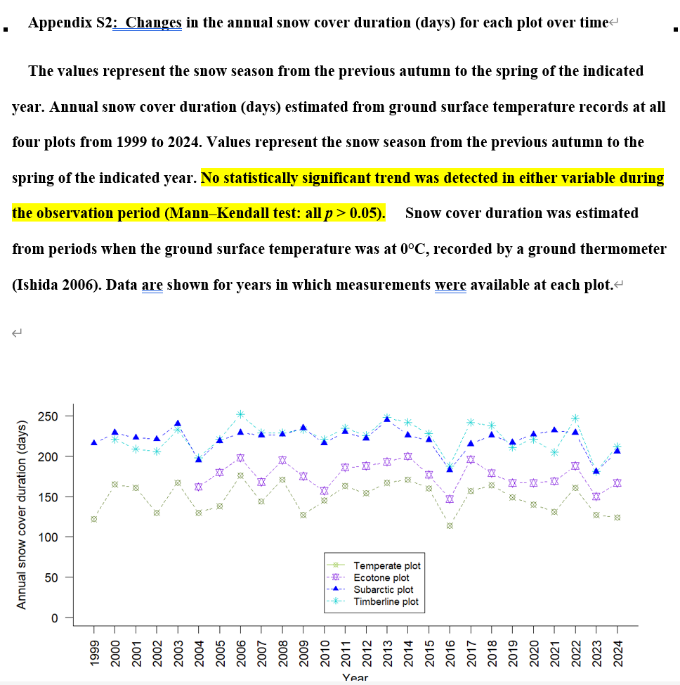 Appendix S2: Changes in the annual snow cover duration (days) for each plot over time
The values represent the snow season from the previous autumn to the spring of the indicated
year. Annual snow cover duration (days) estimated from ground surface temperature records at all
four plots from 1999 to 2024. Values represent the snow season from the previous autumn to the
spring of the indicated year. No statistically significant trend was detected in either variable during
the observation period (Mann–Kendall test: all p > 0.05). Snow cover duration was estimated
from periods when the ground surface temperature was at 0°C, recorded by a ground thermometer
(Ishida 2006). Data are shown for years in which measurements were available at each plot.
Annual snow cover duration (days)
250
200
150
100
50
0
Temperate plot
Ecotone plot
Subarctic plot
Timberline plot
1999 2000 2001 2002 2003 2004 2005 2006 2007 2008 2009 2010 2011 2012 2013 2014 2015 2016 2017 2018 2019 2020 2021 2022 2023 2024
Year